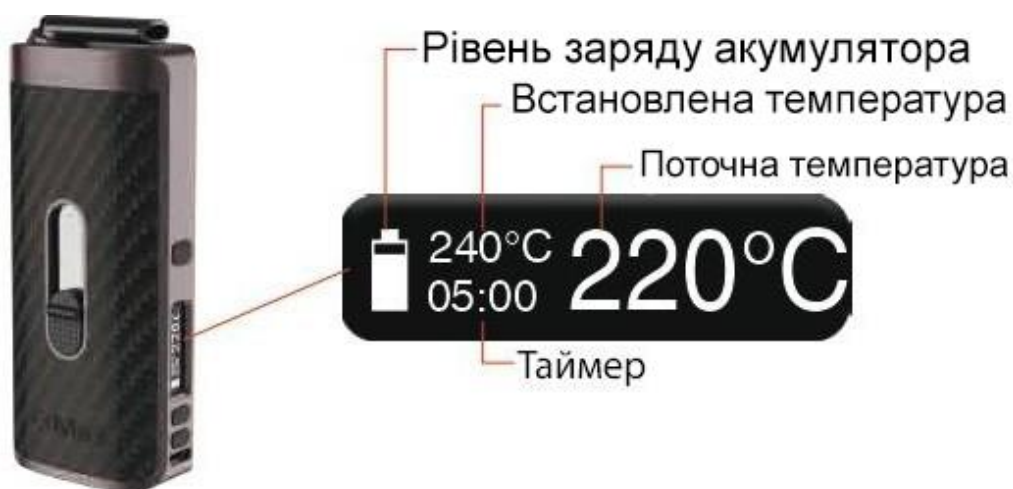 Рівень заряду акумулятора
Встановлена температура
Поточна температура
240°C
05:00
220°C
Таймер